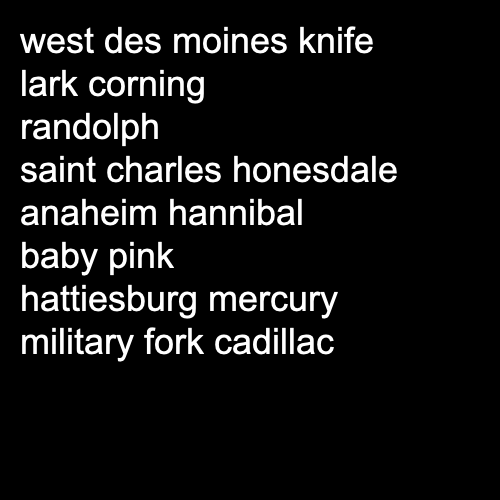 west des moines knife
lark corning
randolph
saint charles honesdale
anaheim hannibal
baby pink
hattiesburg mercury
military fork cadillac